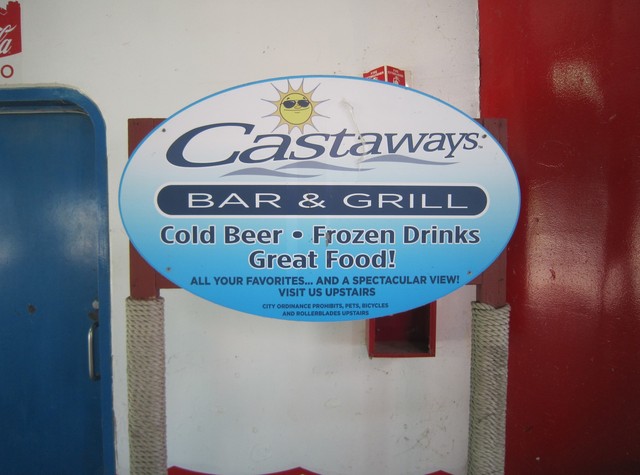 Castaways
BAR & GRILL
Cold Beer • Frozen Drinks
Great Food!
ALL YOUR FAVORITES... AND A SPECTACULAR VIEW!
VISIT US UPSTAIRS
CITY ORDINANCE PROHIBITS, PETS, BICYCLES
AND ROLLERBLADES UPSTAIRS